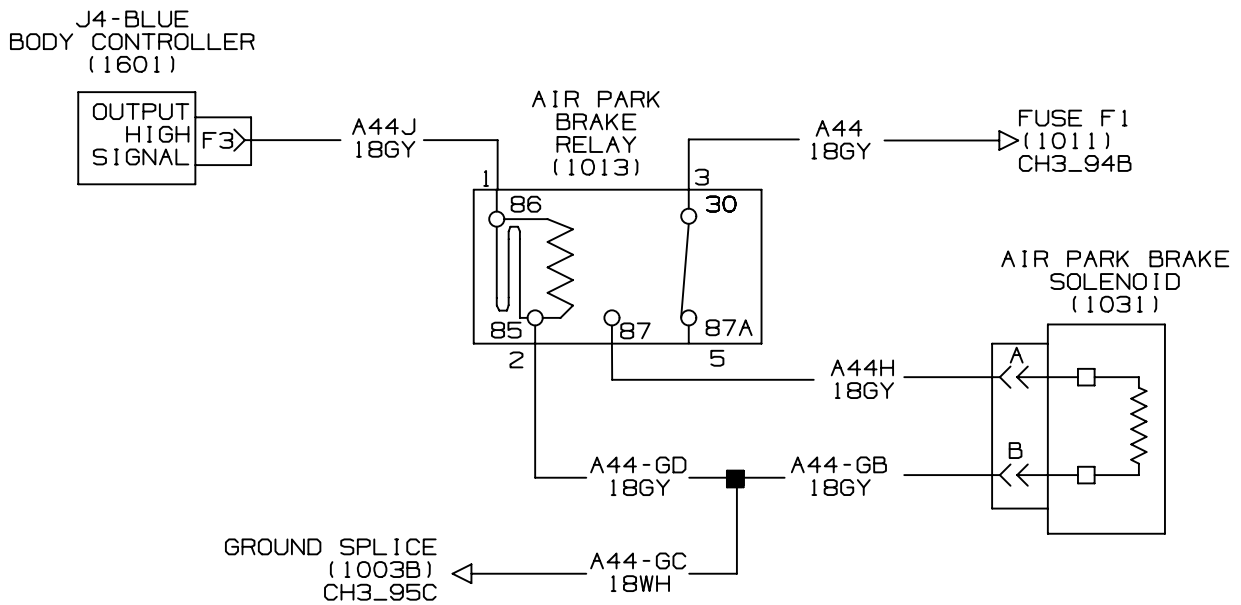 J4-BLUE
BODY CONTROLLER
(1601)
OUTPUT
HIGH
SIGNAL
F3
A44J
18GY
AIR PARK
BRAKE
RELAY
(1013)
A44
18GY
FUSE F1
(1011)
CH3_94B
1
3
86
30
85
87
87A
2
5
AIR PARK BRAKE
SOLENOID
(1031)
A
A44H
18GY
B
A44-GD
18GY
A44-GB
18GY
GROUND SPLICE
(1003B)
CH3_95C
A44-GC
18WH